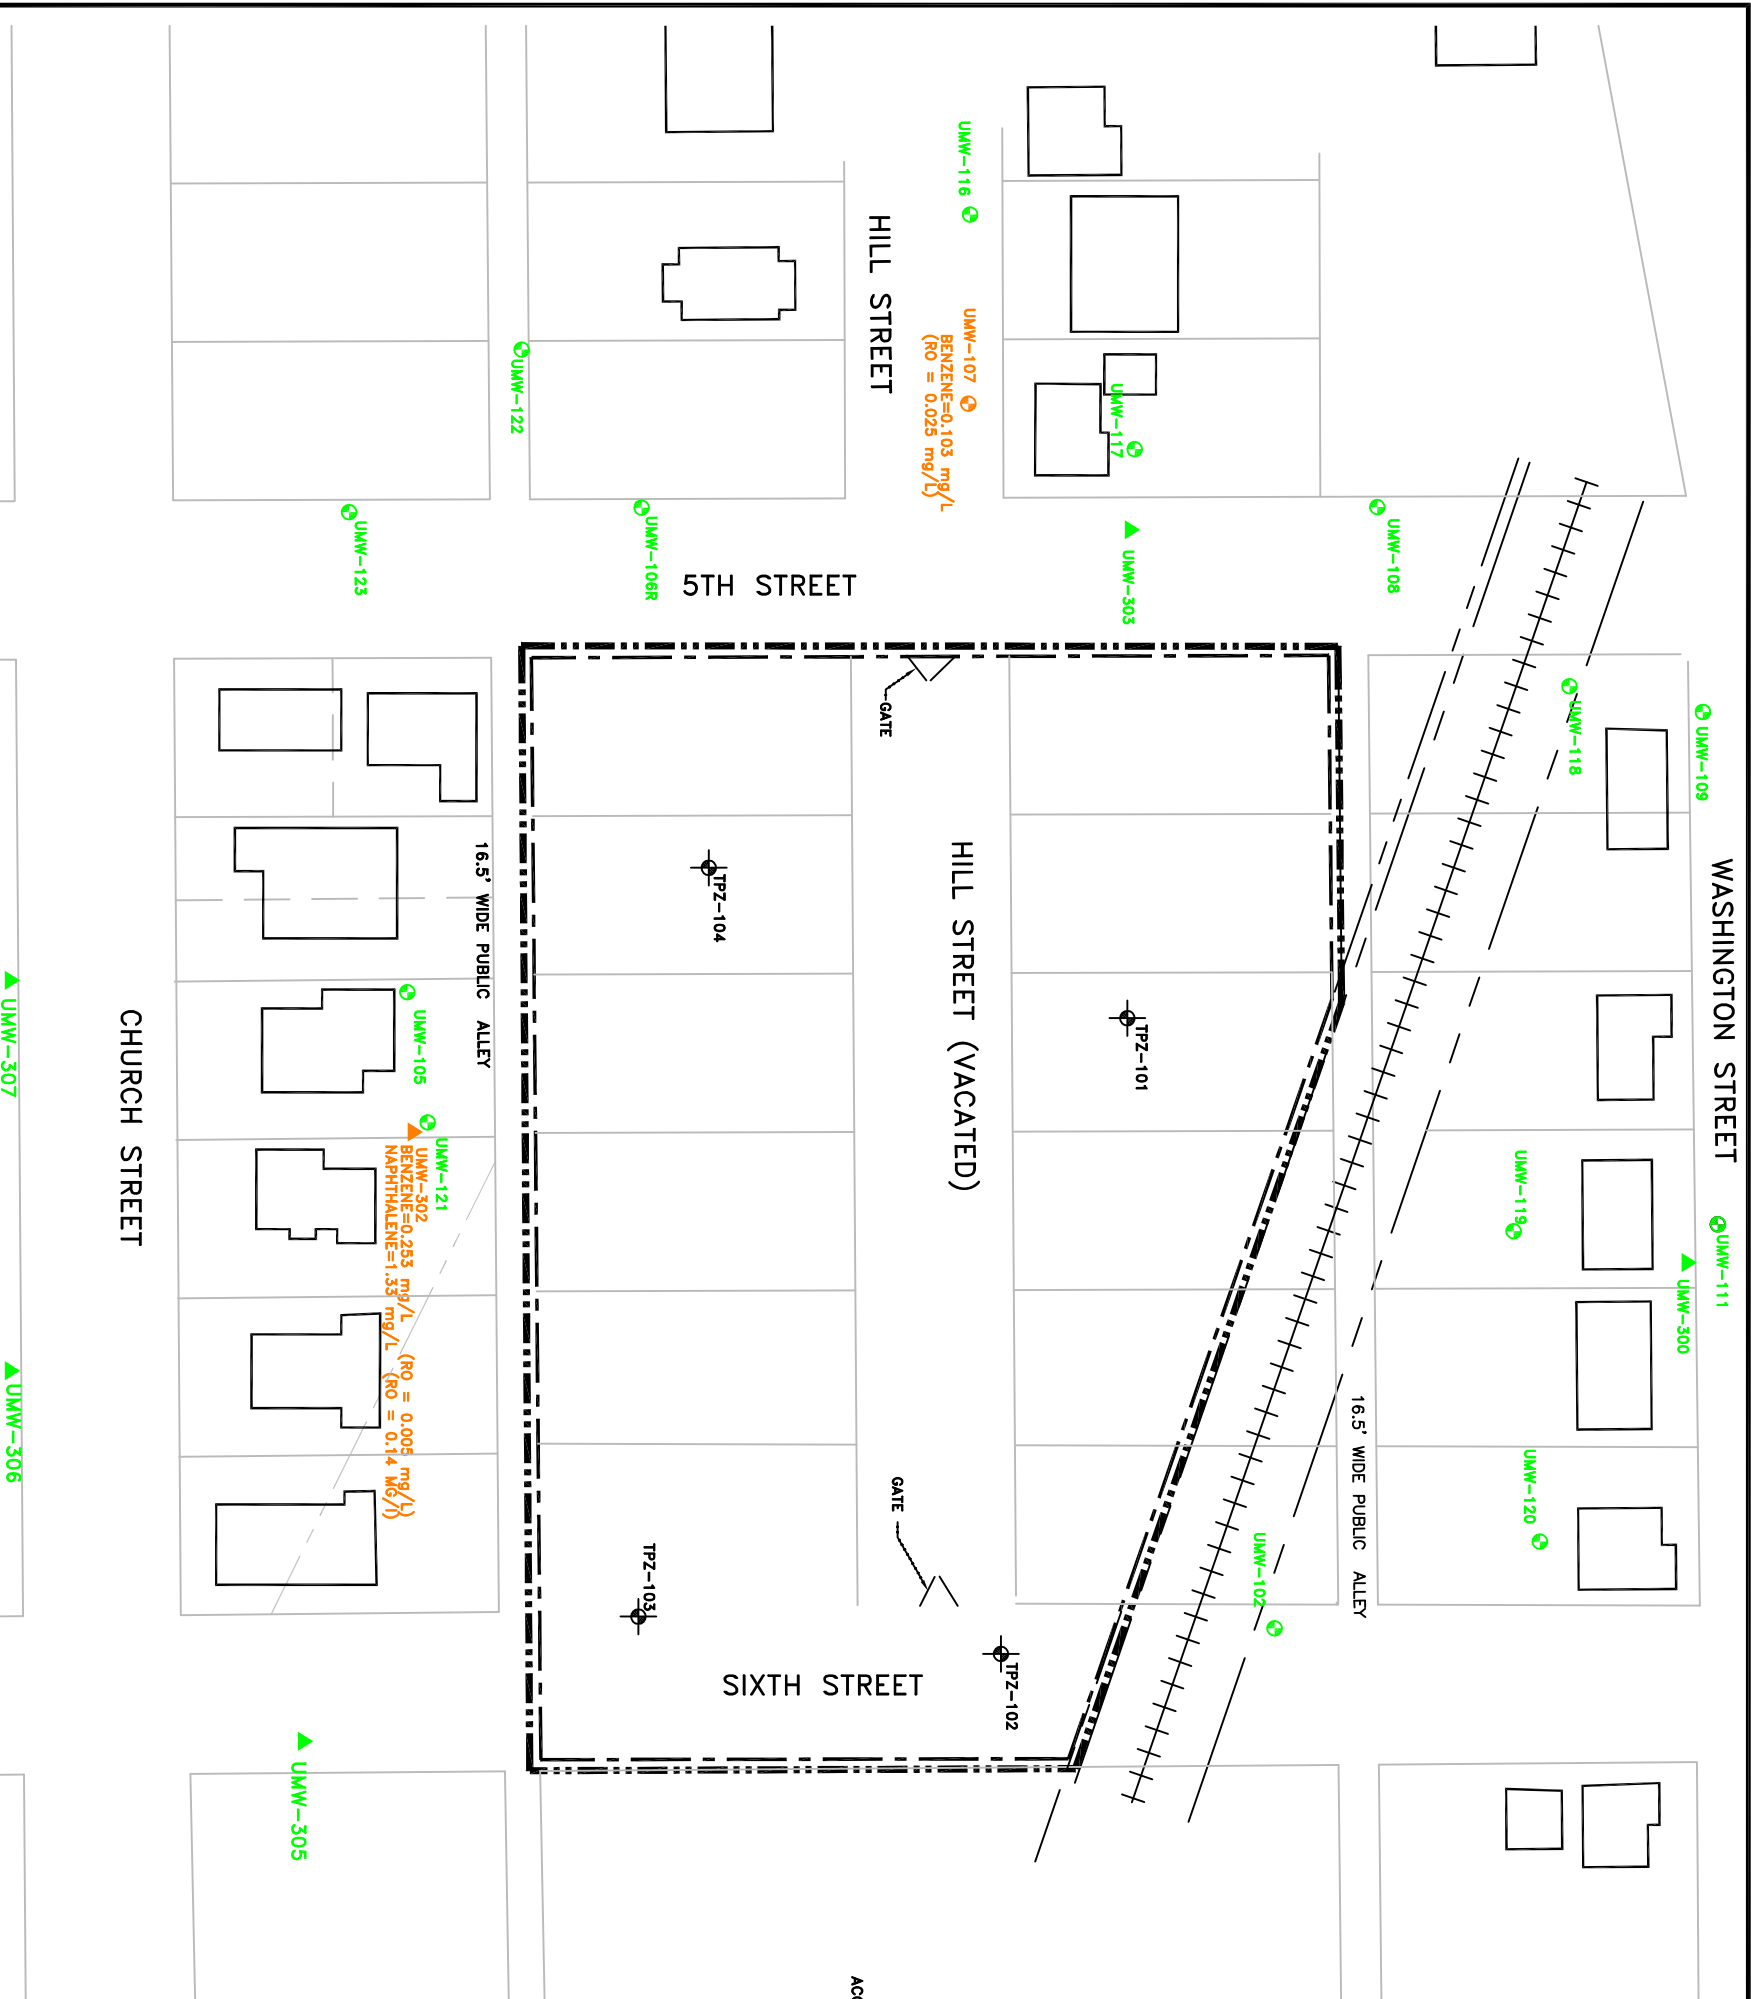 UMW-116
HILL STREET
UMW-107
BENZENE=0.103 mg/L
(RO = 0.025 mg/L)
UMW-117
UMW-122
UMW-123
UMW-106R
5TH STREET
UMW-303
UMW-108
UMW-118
UMW-109
GATE
WASHINGTON STREET
HILL STREET (VACATED)
TPZ-104
TPZ-101
16.5' WIDE PUBLIC ALLEY
UMW-105
UMW-307
CHURCH STREET
UMW-121
UMW-302
BENZENE=0.253 mg/L (RO = 0.005 mg/L)
NAPHTHALENE=1.33 mg/L (RO = 0.14 MG/l)
UMW-119
UMW-111
UMW-300
UMW-306
16.5' WIDE PUBLIC ALLEY
UMW-120
GATE
UMW-102
TPZ-103
TPZ-102
SIXTH STREET
UMW-305